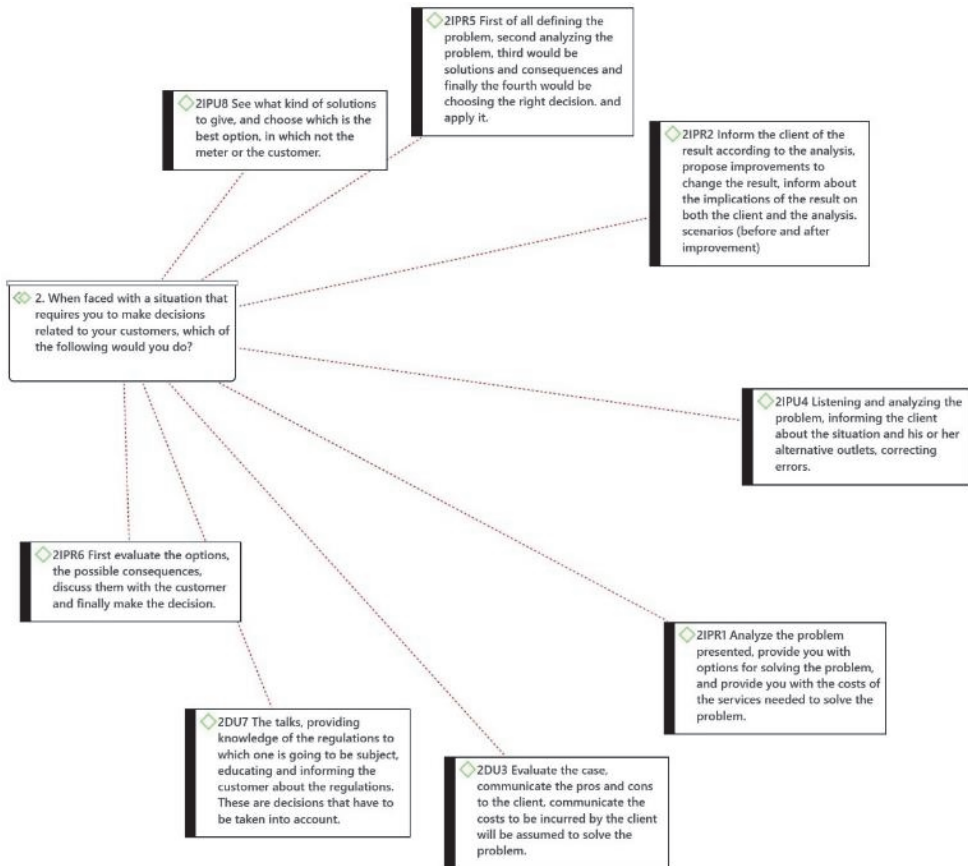 2IPR5 First of all defining the
problem, second analyzing the
problem, third would be
solutions and consequences and
finally the fourth would be
choosing the right decision. and
apply it.
2IPU8 See what kind of solutions
to give, and choose which is the
best option, in which not the
meter or the customer.
2IPR2 Inform the client of the
result according to the analysis,
propose improvements to
change the result, inform about
the implications of the result on
both the client and the analysis.
scenarios (before and after
improvement)
2. When faced with a situation that
requires you to make decisions
related to your customers, which of
the following would you do?
2IPU4 Listening and analyzing the
problem, informing the client
about the situation and his or her
alternative outlets, correcting
errors.
2IPR6 First evaluate the options,
the possible consequences,
discuss them with the customer
and finally make the decision.
2IPR1 Analyze the problem
presented, provide you with
options for solving the problem,
and provide you with the costs of
the services needed to solve the
problem.
2DU7 The talks, providing
knowledge of the regulations to
which one is going to be subject,
educating and informing the
customer about the regulations.
These are decisions that have to
be taken into account.
2DU3 Evaluate the case,
communicate the pros and cons
to the client, communicate the
costs to be incurred by the client
will be assumed to solve the
problem.